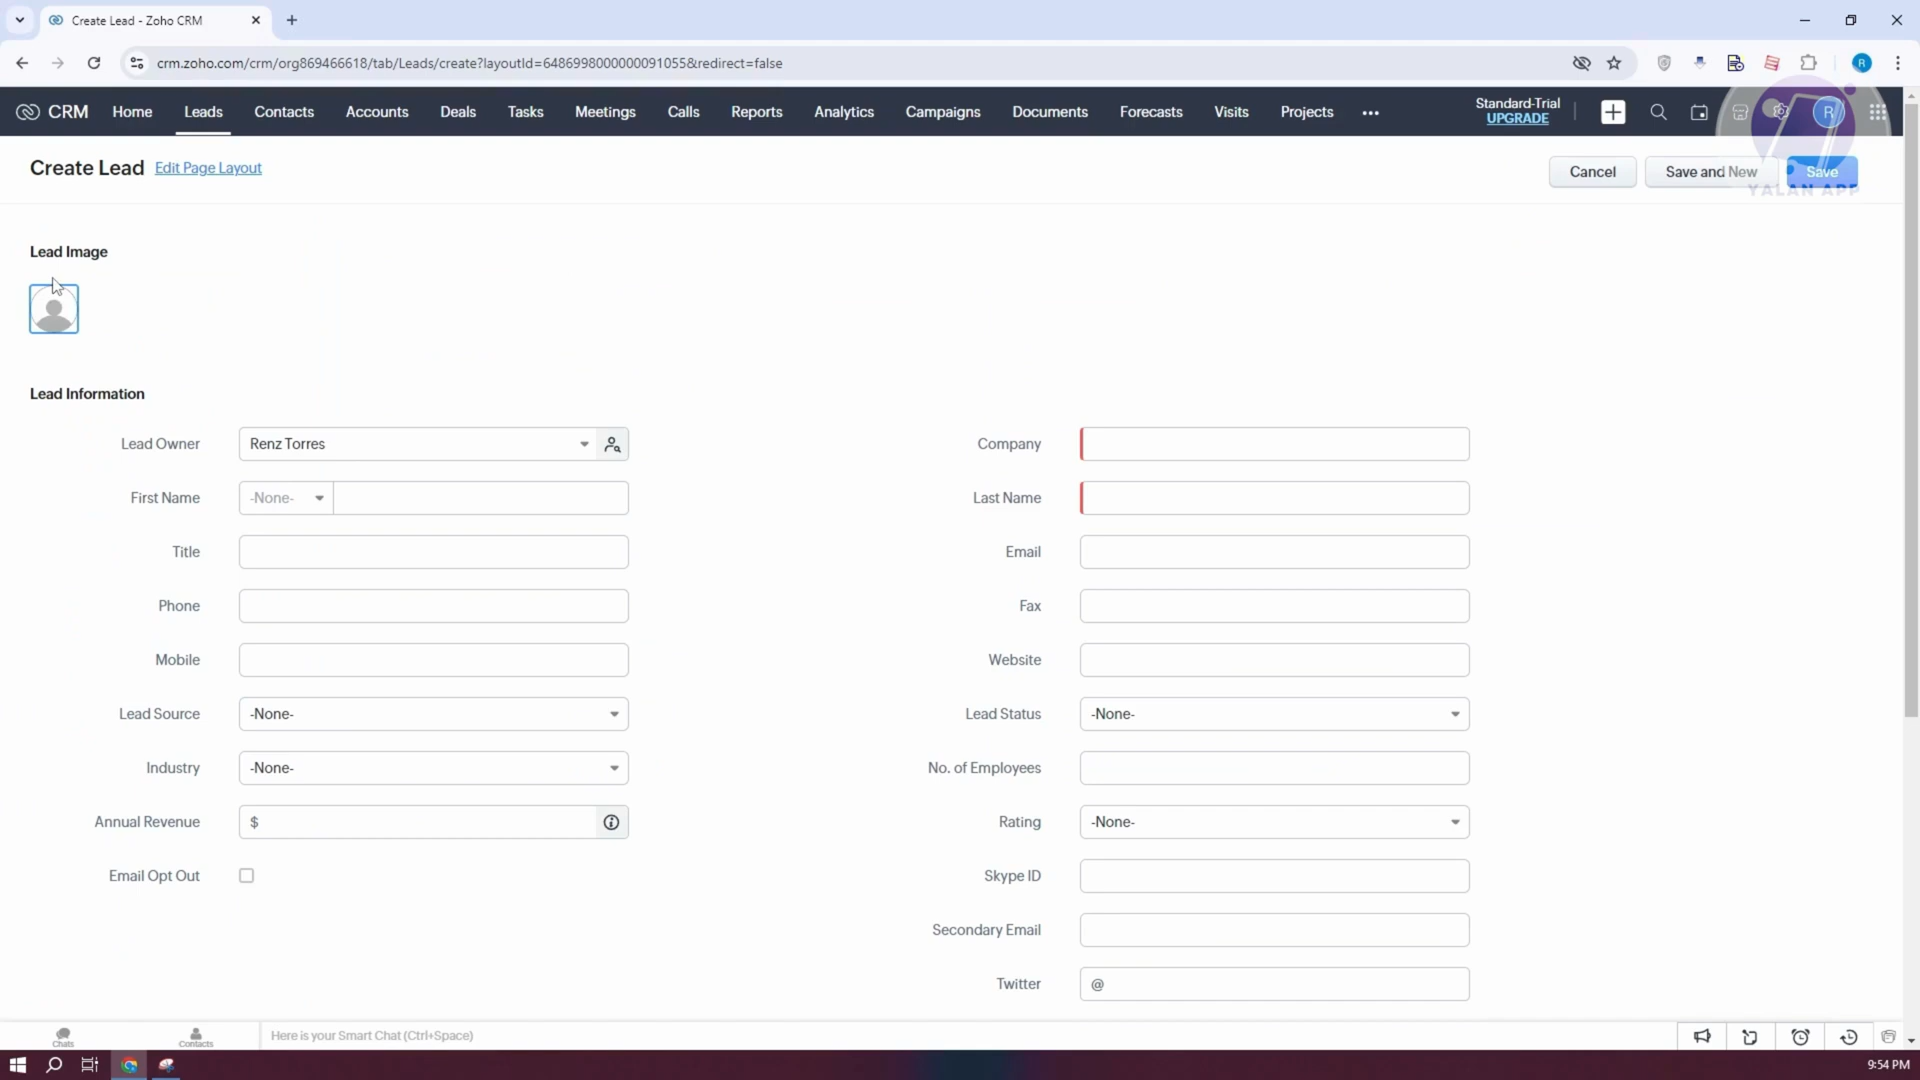 Create Lead - Zoho CRM
crm.zoho.com/crm/org869466618/tab/Leads/create?layoutId=6486998000000091055&redirect=false
R
CRM Home Leads Contacts Accounts Deals Tasks Meetings Calls Reports Analytics Campaigns Documents Forecasts Visits Projects
Standard-Trial
UPGRADE
R
Create Lead Edit Page Layout
Cancel Save and New Save
YALAN APP
Lead Image
Lead Information
Lead Owner Renz Torres Company
First Name -None- Last Name
Title Email
Phone Fax
Mobile Website
Lead Source -None- Lead Status -None-
Industry -None- No. of Employees
Annual Revenue $ Rating -None-
Email Opt Out Skype ID
Secondary Email
Twitter @
Chats Contacts Here is your Smart Chat (Ctrl+Space)
9:54 PM